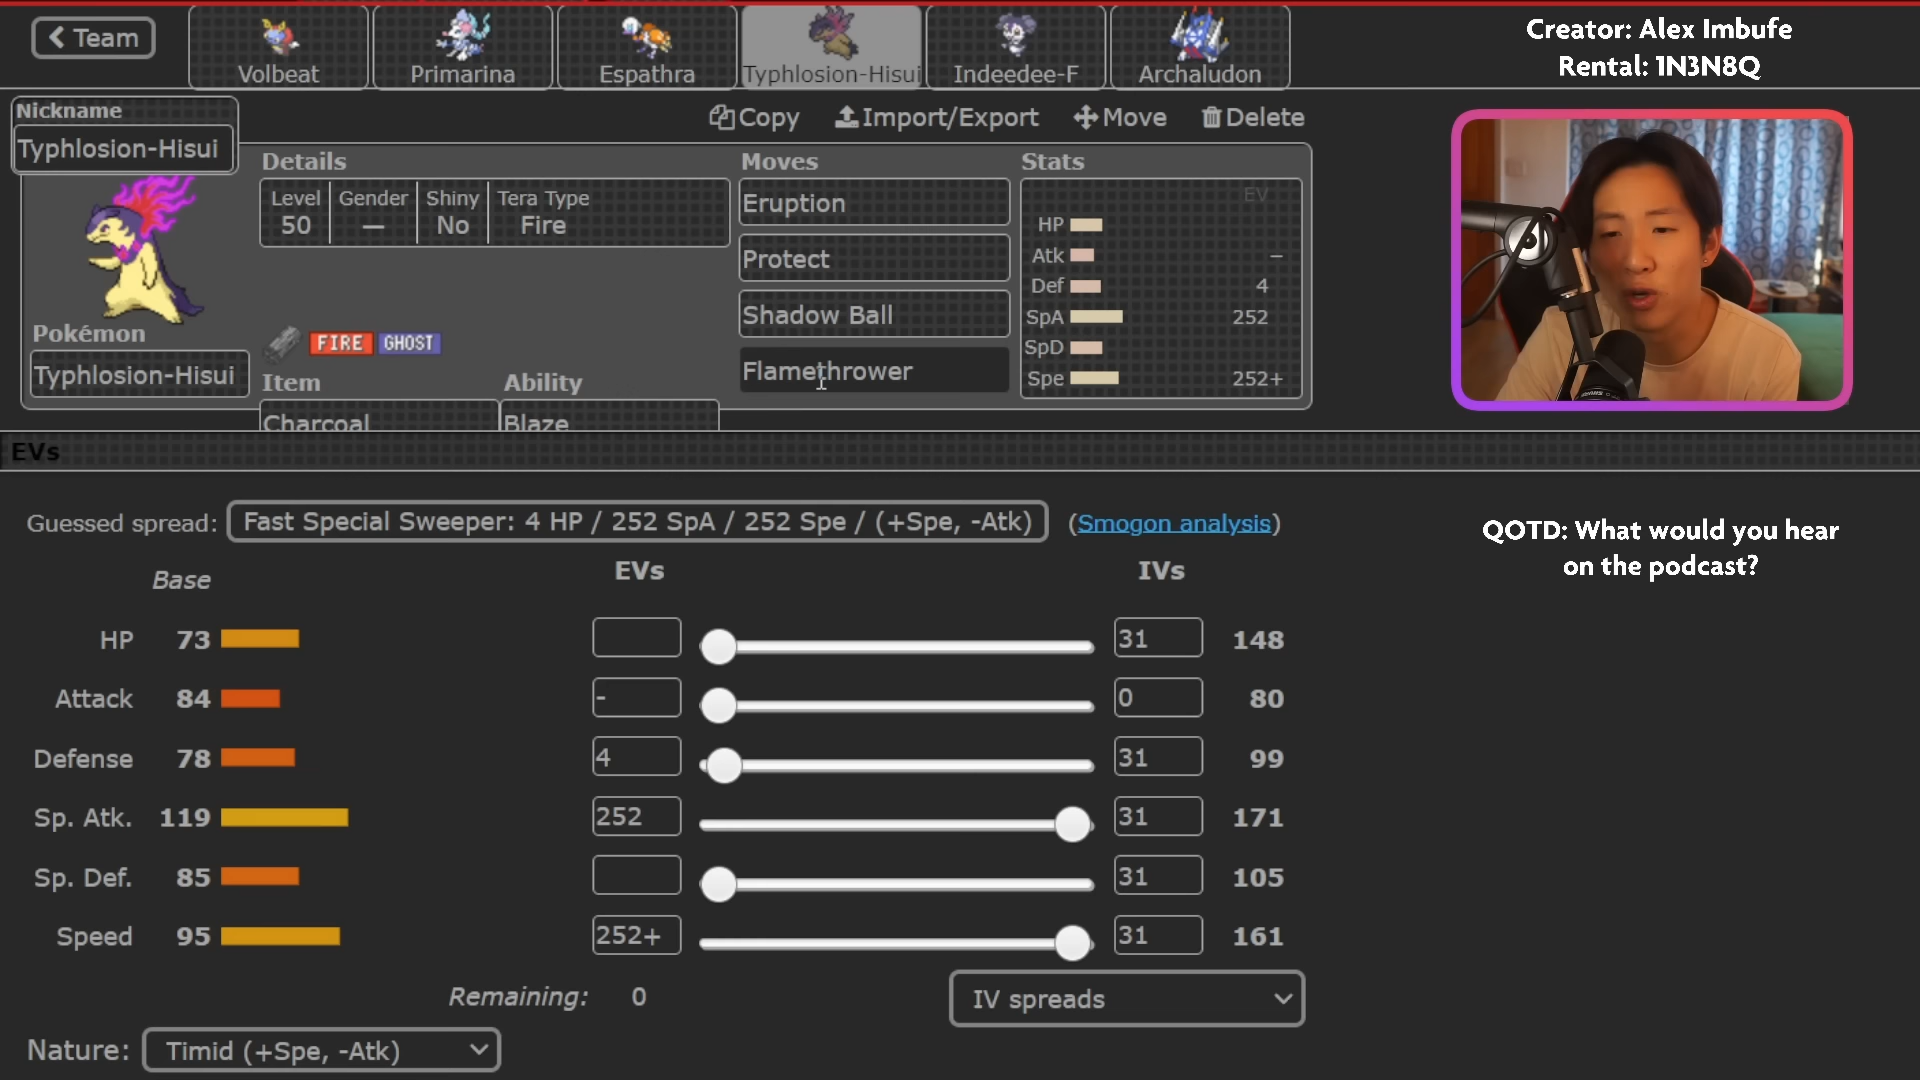 Team
Volbeat
Primarina
Espathra
Typhlosion-Hisui
Indeedee-F
Archaludon
Creator: Alex Imbufe
Rental: 1N3N8Q
Nickname
Typhlosion-Hisui
Copy
Import/Export
Move
Delete
Details
Level
50
Gender
—
Shiny
No
Tera Type
Fire
Pokémon
Typhlosion-Hisui
FIRE
GHOST
Item
Charcoal
Ability
Blaze
Moves
Eruption
Protect
Shadow Ball
Flamethrower
Stats
EV
HP
Atk –
Def 4
SpA 252
SpD
Spe 252+
EVs
Guessed spread: Fast Special Sweeper: 4 HP / 252 SpA / 252 Spe / (+Spe, -Atk) (Smogon analysis)
Base EVs IVs
HP 73 31 148
Attack 84 - 0 80
Defense 78 4 31 99
Sp. Atk. 119 252 31 171
Sp. Def. 85 31 105
Speed 95 252+ 31 161
Remaining: 0
IV spreads
Nature: Timid (+Spe, -Atk)
QOTD: What would you hear
on the podcast?